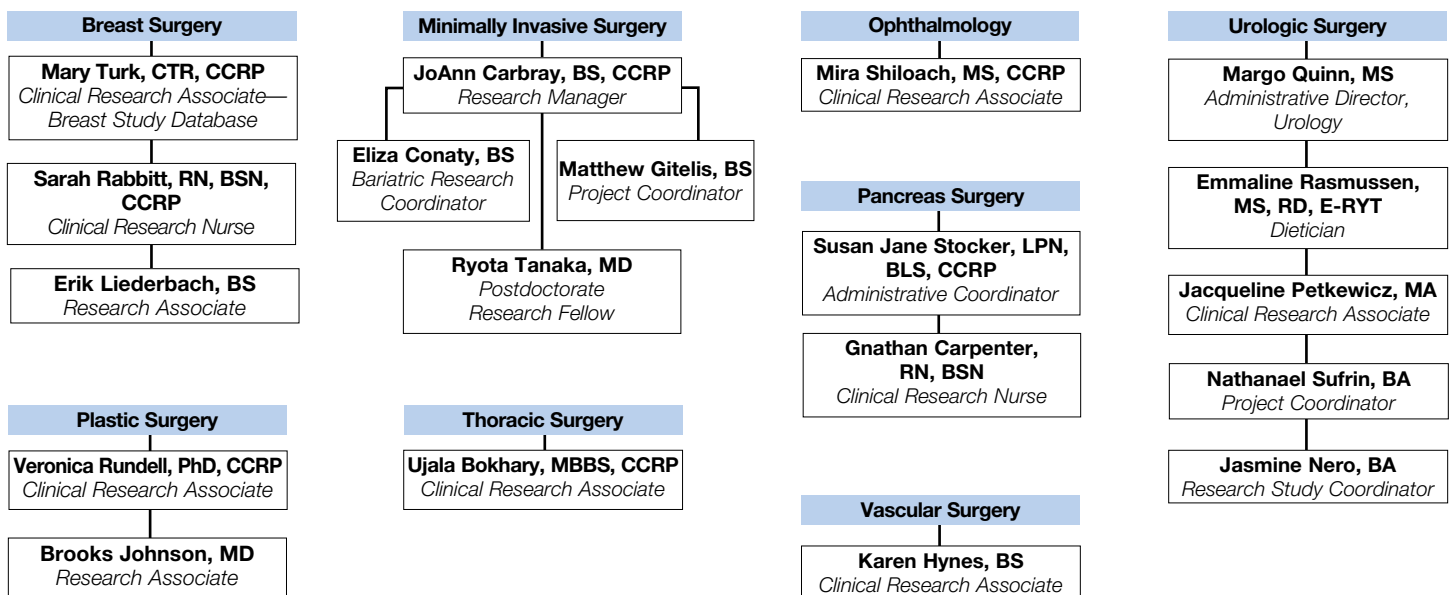 Breast Surgery
Mary Turk, CTR, CCRP
Clinical Research Associate—
Breast Study Database
Sarah Rabbitt, RN, BSN,
CCRP
Clinical Research Nurse
Erik Liederbach, BS
Research Associate
Minimally Invasive Surgery
JoAnn Carbray, BS, CCRP
Research Manager
Eliza Conaty, BS
Bariatric Research
Coordinator
Matthew Gitelis, BS
Project Coordinator
Ryota Tanaka, MD
Postdoctorate
Research Fellow
Ophthalmology
Mira Shiloach, MS, CCRP
Clinical Research Associate
Pancreas Surgery
Susan Jane Stocker, LPN,
BLS, CCRP
Administrative Coordinator
Gnathan Carpenter,
RN, BSN
Clinical Research Nurse
Urologic Surgery
Margo Quinn, MS
Administrative Director,
Urology
Emmaline Rasmussen,
MS, RD, E-RYT
Dietician
Jacqueline Petkewicz, MA
Clinical Research Associate
Nathanael Sufrin, BA
Project Coordinator
Jasmine Nero, BA
Research Study Coordinator
Plastic Surgery
Veronica Rundell, PhD, CCRP
Clinical Research Associate
Brooks Johnson, MD
Research Associate
Thoracic Surgery
Ujala Bokhary, MBBS, CCRP
Clinical Research Associate
Vascular Surgery
Karen Hynes, BS
Clinical Research Associate